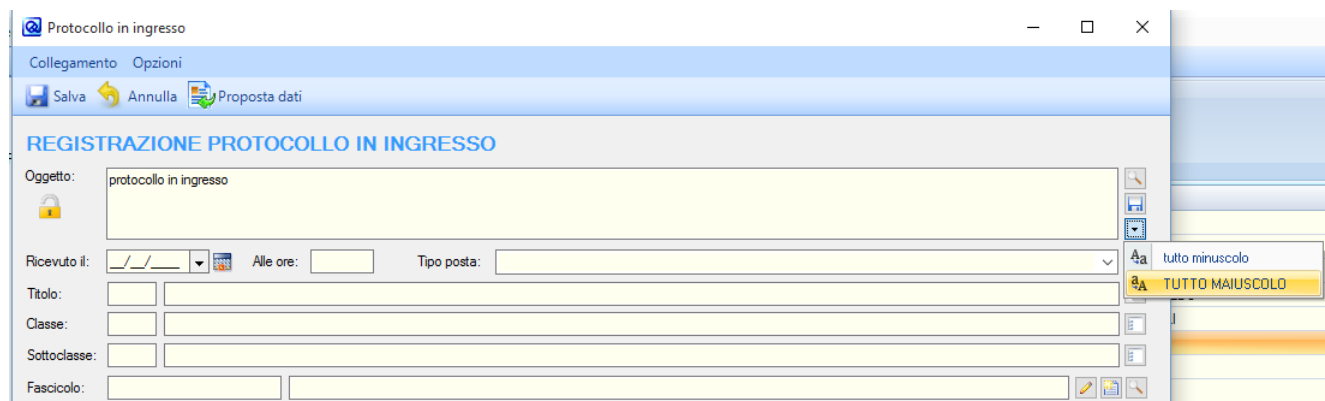 Protocollo in ingresso
Collegamento Opzioni
Salva Annulla Proposta dati
REGISTRAZIONE PROTOCOLLO IN INGRESSO
Oggetto: protocollo in ingresso
Ricevuto il: __/__/____ Alle ore: Tipo posta:
tutto minuscolo
TUTTO MAIUSCOLO
Titolo:
Classe:
Sottoclasse:
Fascicolo: